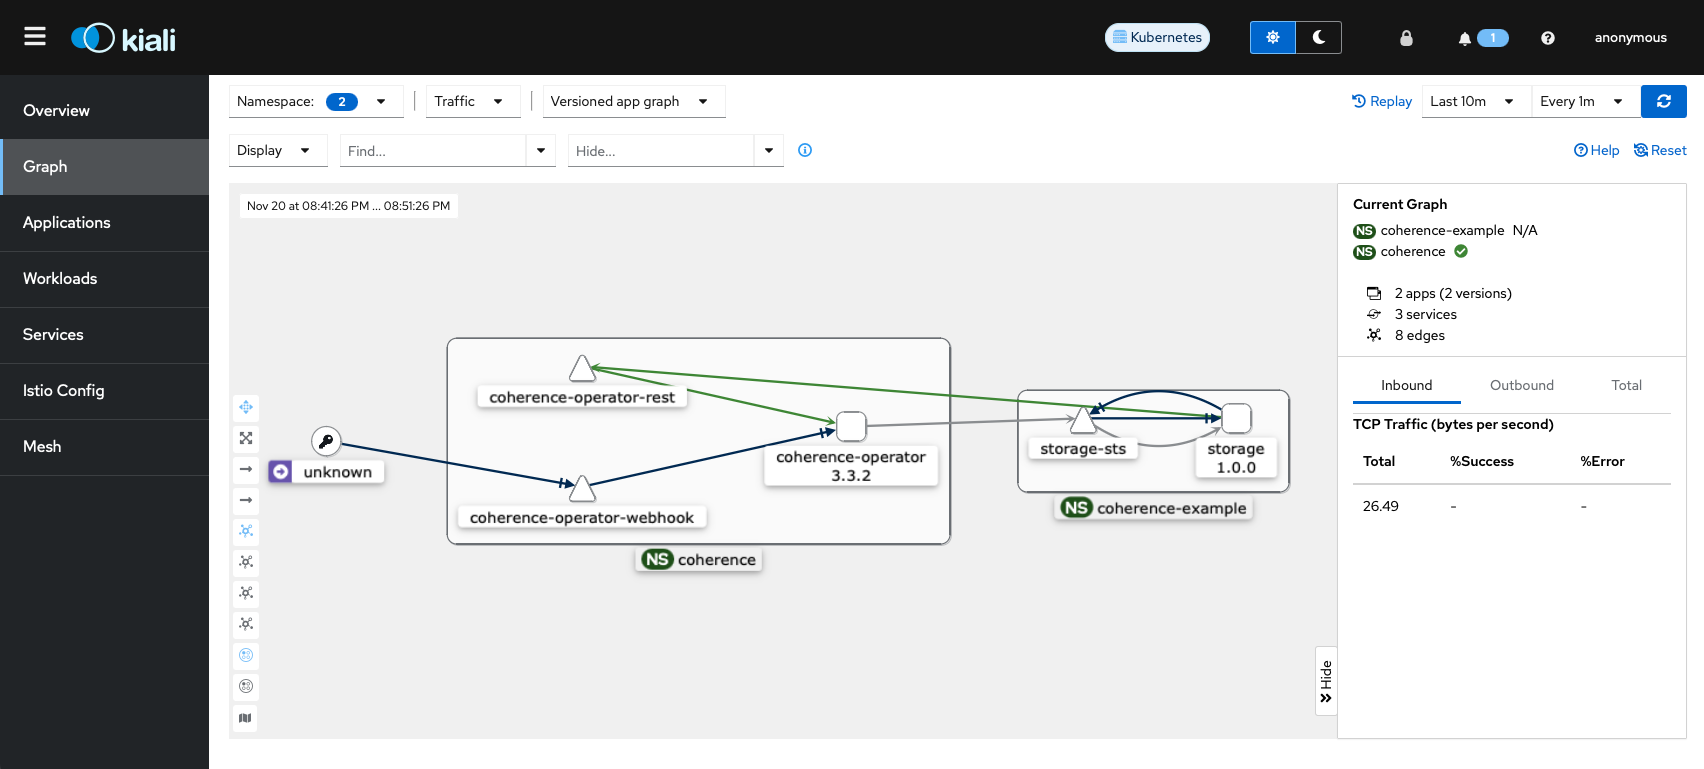 kiali
Kubernetes
1
anonymous
Overview
Graph
Applications
Workloads
Services
Istio Config
Mesh
Namespace: 2
Traffic
Versioned app graph
Replay
Last 10m
Every 1m
Display
Find...
Hide...
Help
Reset
Nov 20 at 08:41:26 PM ... 08:51:26 PM
coherence-operator-rest
unknown
coherence-operator
3.3.2
coherence-operator-webhook
NS coherence
storage-sts
storage
1.0.0
NS coherence-example
Hide
Current Graph
NS coherence-example N/A
NS coherence
2 apps (2 versions)
3 services
8 edges
Inbound
Outbound
Total
TCP Traffic (bytes per second)
Total %Success %Error
26.49 - -